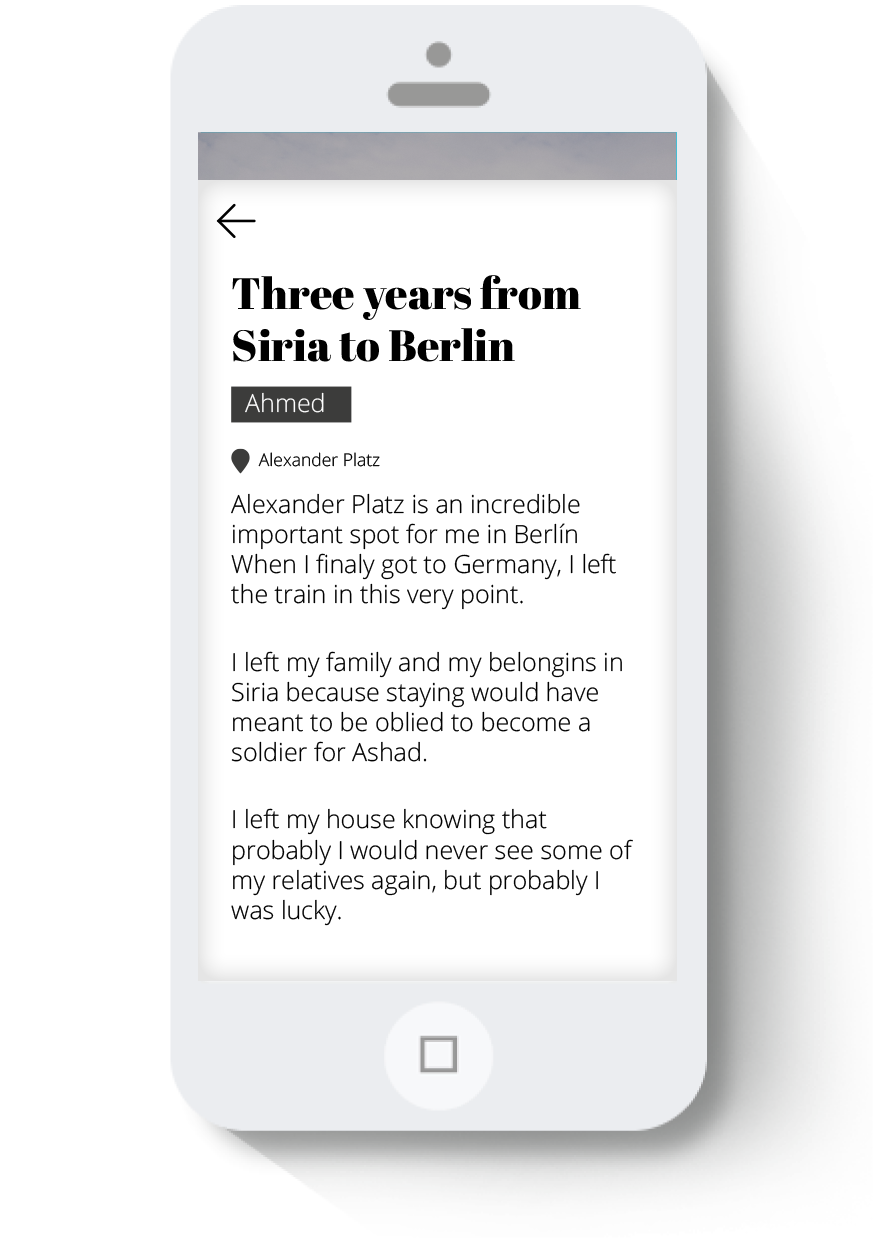 Three years from
Siria to Berlin
Ahmed
Alexander Platz
Alexander Platz is an incredible
important spot for me in Berlín
When I finaly got to Germany, I left
the train in this very point.
I left my family and my belongins in
Siria because staying would have
meant to be oblied to become a
soldier for Ashad.
I left my house knowing that
probably I would never see some of
my relatives again, but probably I
was lucky.